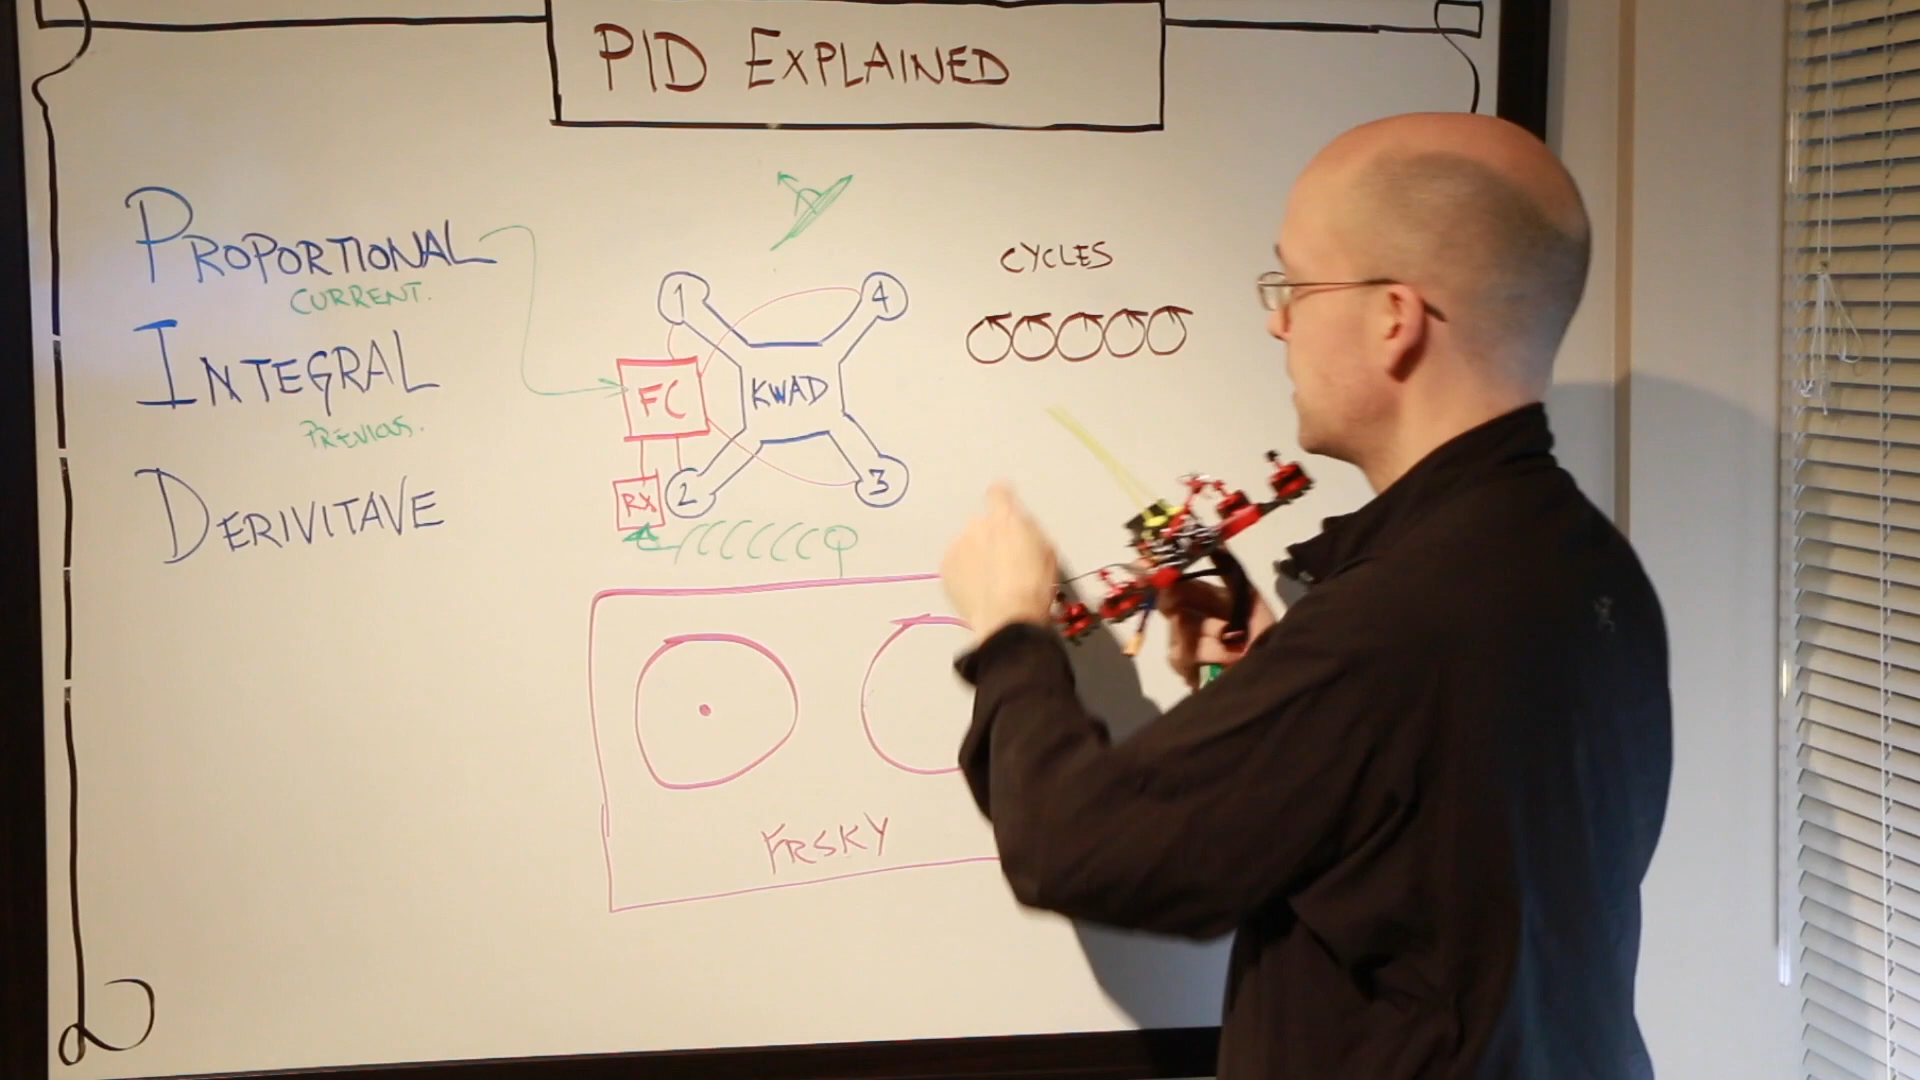 PID EXPLAINED
PROPORTIONAL
CURRENT.
INTEGRAL
PREVIOUS.
DERIVITAVE
CYCLES
1
4
FC
KWAD
RX
2
3
FRSKY